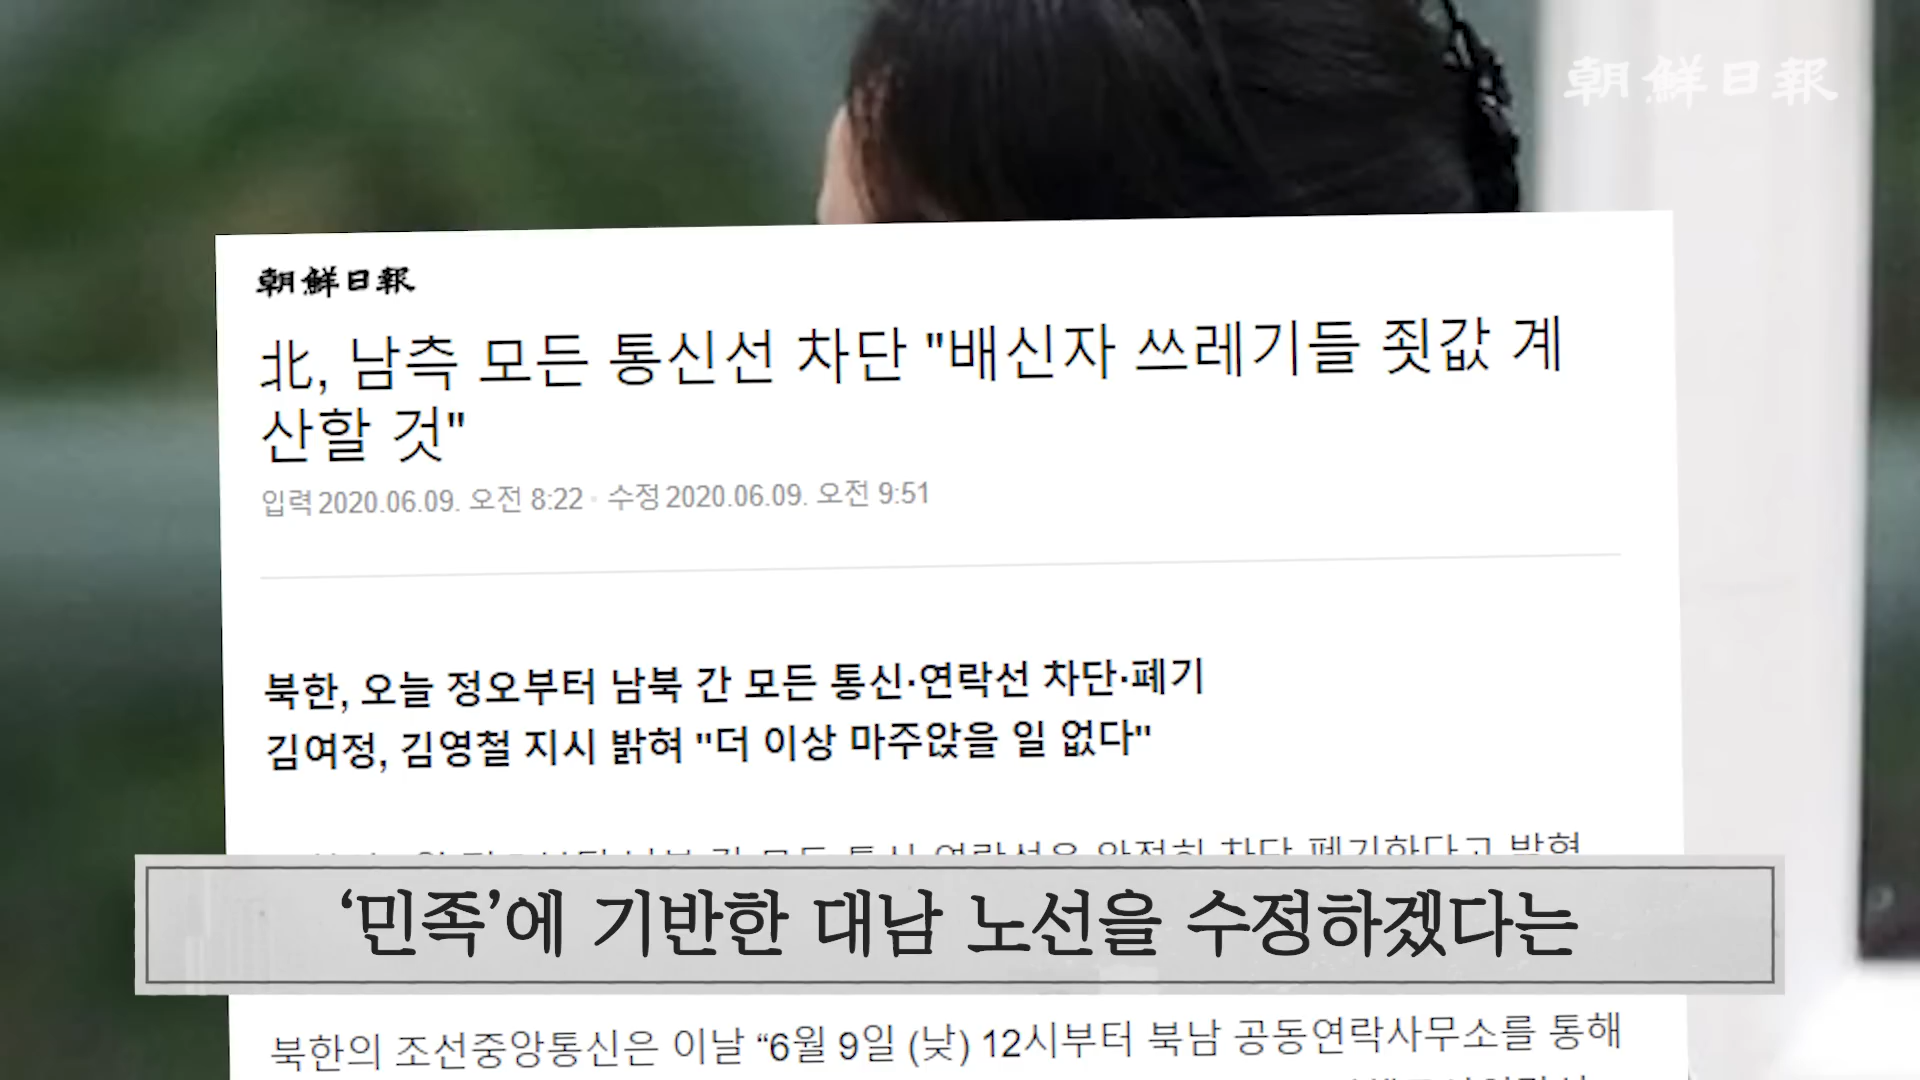 朝鮮日報
朝鮮日報
北, 남측 모든 통신선 차단 "배신자 쓰레기들 죗값 계
산할 것"
입력 2020.06.09. 오전 8:22 · 수정 2020.06.09. 오전 9:51
북한, 오늘 정오부터 남북 간 모든 통신·연락선 차단·폐기
김여정, 김영철 지시 밝혀 "더 이상 마주앉을 일 없다"
‘민족’에 기반한 대남 노선을 수정하겠다는
북한의 조선중앙통신은 이날 “6월 9일 (낮) 12시부터 북남 공동연락사무소를 통해